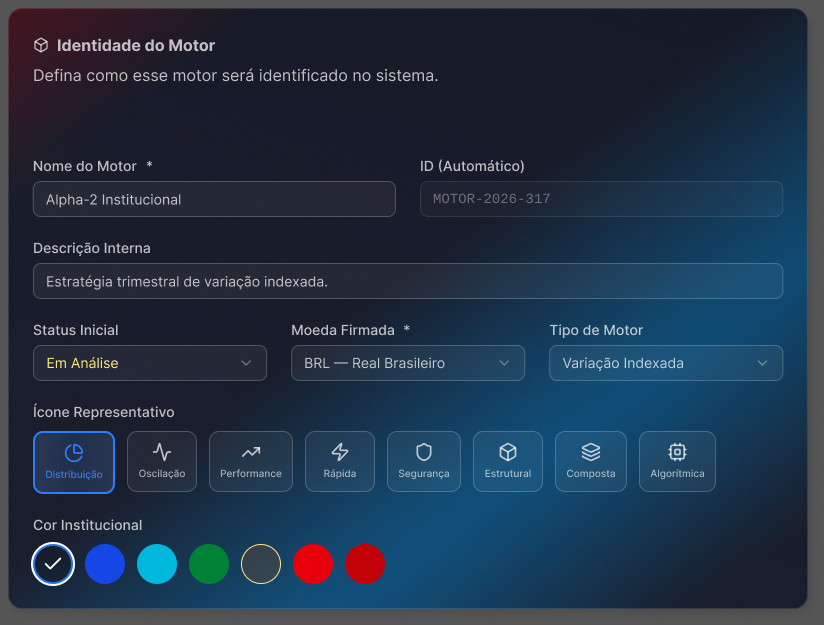 Identidade do Motor
Defina como esse motor será identificado no sistema.
Nome do Motor *
ID (Automático)
Alpha-2 Institucional
MOTOR-2026-317
Descrição Interna
Estratégia trimestral de variação indexada.
Status Inicial
Moeda Firmada *
Tipo de Motor
Em Análise
BRL — Real Brasileiro
Variação Indexada
Ícone Representativo
Distribuição
Oscilação
Performance
Rápida
Segurança
Estrutural
Composta
Algorítmica
Cor Institucional